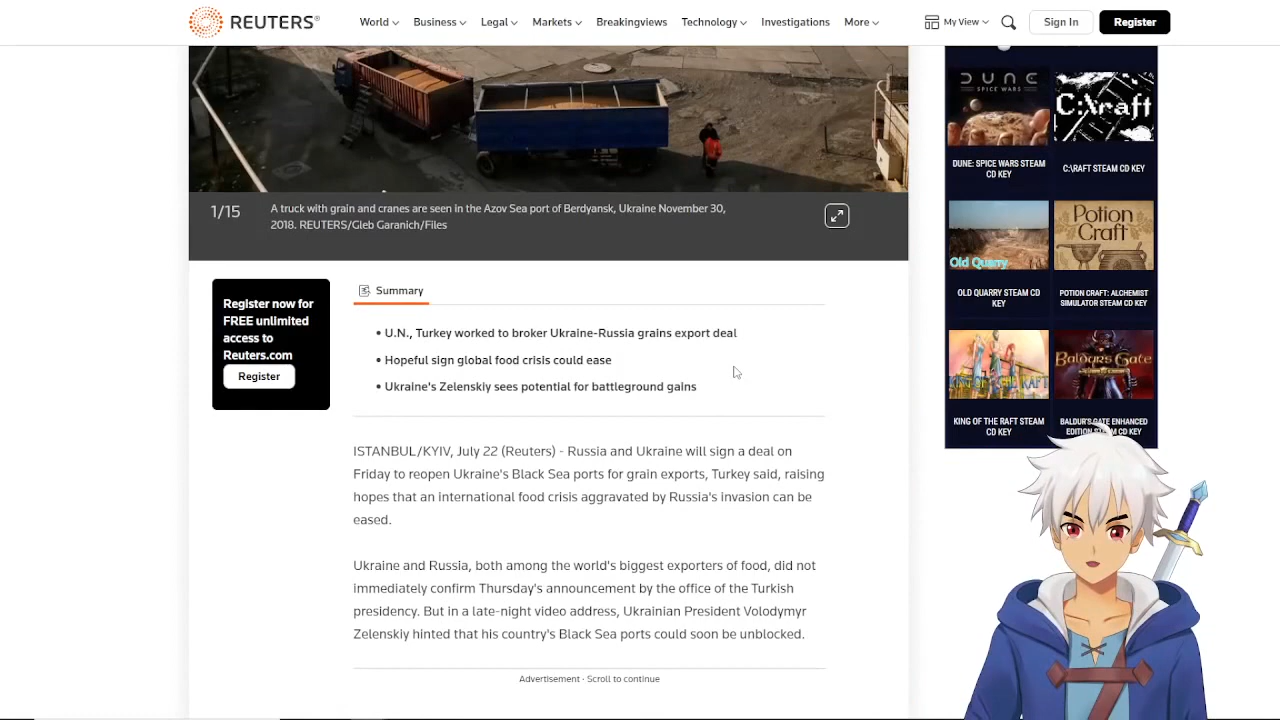 REUTERS®
World
Business
Legal
Markets
Breakingviews
Technology
Investigations
More
My View
Sign In
Register
1/15
A truck with grain and cranes are seen in the Azov Sea port of Berdyansk, Ukraine November 30,
2018. REUTERS/Gleb Garanich/Files
Register now for
FREE unlimited
access to
Reuters.com
Register
Summary
• U.N., Turkey worked to broker Ukraine-Russia grains export deal
• Hopeful sign global food crisis could ease
• Ukraine's Zelenskiy sees potential for battleground gains
ISTANBUL/KYIV, July 22 (Reuters) - Russia and Ukraine will sign a deal on
Friday to reopen Ukraine's Black Sea ports for grain exports, Turkey said, raising
hopes that an international food crisis aggravated by Russia's invasion can be
eased.
Ukraine and Russia, both among the world's biggest exporters of food, did not
immediately confirm Thursday's announcement by the office of the Turkish
presidency. But in a late-night video address, Ukrainian President Volodymyr
Zelenskiy hinted that his country's Black Sea ports could soon be unblocked.
Advertisement · Scroll to continue
DUNE
SPICE WARS
C:\raft
DUNE: SPICE WARS STEAM
CD KEY
C:\RAFT STEAM CD KEY
Old Quarry
Potion
Craft
OLD QUARRY STEAM CD
KEY
POTION CRAFT: ALCHEMIST
SIMULATOR STEAM CD KEY
KING OF THE RAFT
Baldur's Gate
KING OF THE RAFT STEAM
CD KEY
BALDUR'S GATE ENHANCED
EDITION STEAM CD KEY